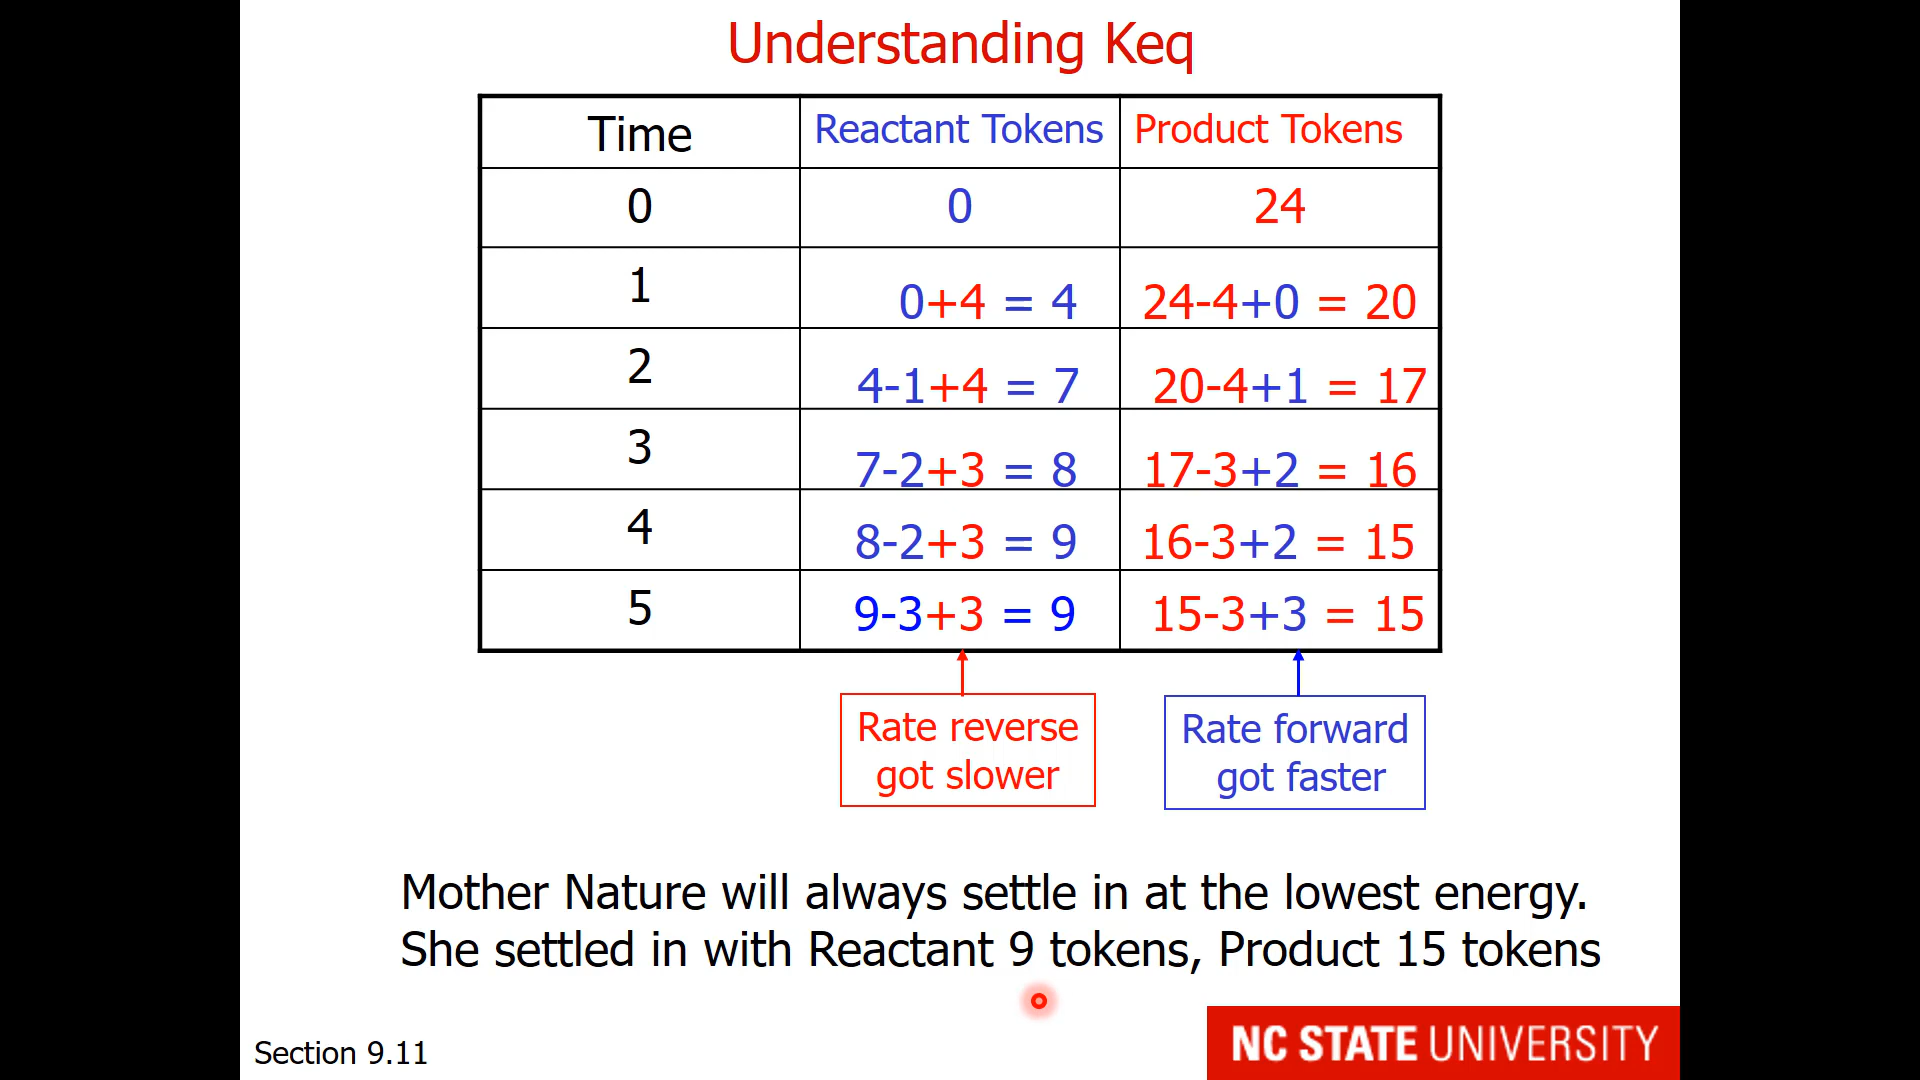 Understanding Keq
Time Reactant Tokens Product Tokens
0 0 24
1 0+4 = 4 24-4+0 = 20
2 4-1+4 = 7 20-4+1 = 17
3 7-2+3 = 8 17-3+2 = 16
4 8-2+3 = 9 16-3+2 = 15
5 9-3+3 = 9 15-3+3 = 15
Rate reverse
got slower
Rate forward
got faster
Mother Nature will always settle in at the lowest energy.
She settled in with Reactant 9 tokens, Product 15 tokens
Section 9.11
NC STATE UNIVERSITY